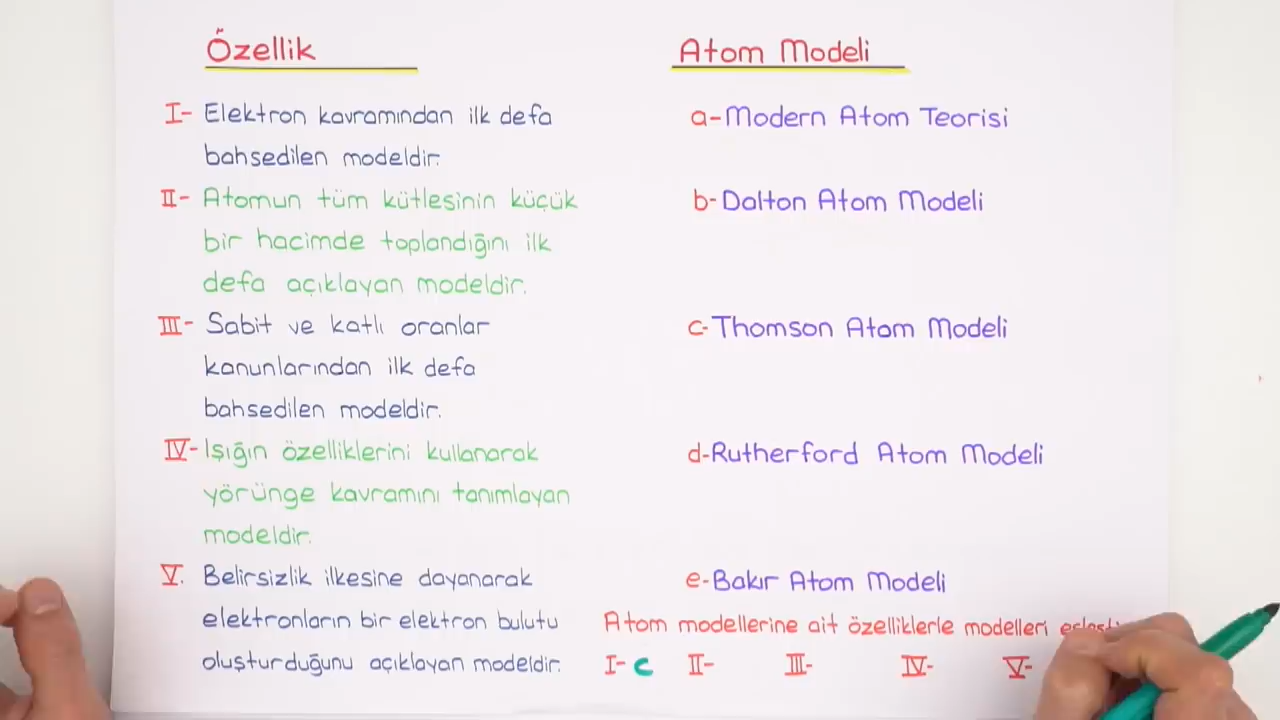 Özellik
Atom Modeli
I- Elektron kavramından ilk defa
bahsedilen modeldir.
a-Modern Atom Teorisi
II- Atomun tüm kütlesinin küçük
bir hacimde toplandığını ilk
defa açıklayan modeldir.
b-Dalton Atom Modeli
III- Sabit ve katlı oranlar
kanunlarından ilk defa
bahsedilen modeldir.
c-Thomson Atom Modeli
IV- Işığın özelliklerini kullanarak
yörünge kavramını tanımlayan
modeldir.
d-Rutherford Atom Modeli
V. Belirsizlik ilkesine dayanarak
elektronların bir elektron bulutu
oluşturduğunu açıklayan modeldir.
e-Bakır Atom Modeli
Atom modellerine ait özelliklerle modelleri
I- c II- III- IV- V-